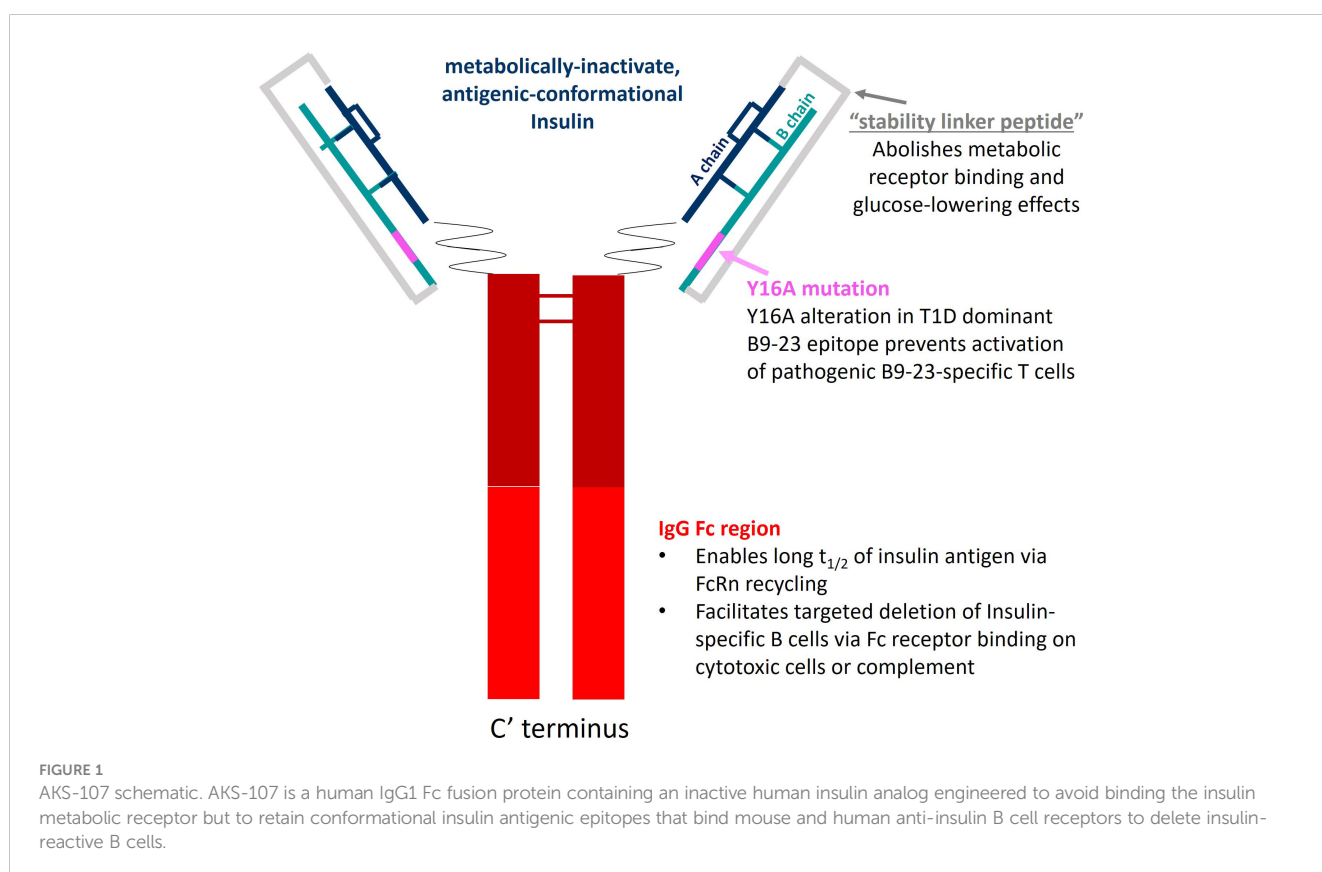 metabolically-inactivate,
antigenic-conformational
Insulin
A chain
B chain
“stability linker peptide”
Abolishes metabolic
receptor binding and
glucose-lowering effects
Y16A mutation
Y16A alteration in T1D dominant
B9-23 epitope prevents activation
of pathogenic B9-23-specific T cells
IgG Fc region
• Enables long t1/2 of insulin antigen via
FcRn recycling
• Facilitates targeted deletion of Insulin-
specific B cells via Fc receptor binding on
cytotoxic cells or complement
C’ terminus
FIGURE 1
AKS-107 schematic. AKS-107 is a human IgG1 Fc fusion protein containing an inactive human insulin analog engineered to avoid binding the insulin
metabolic receptor but to retain conformational insulin antigenic epitopes that bind mouse and human anti-insulin B cell receptors to delete insulin-
reactive B cells.